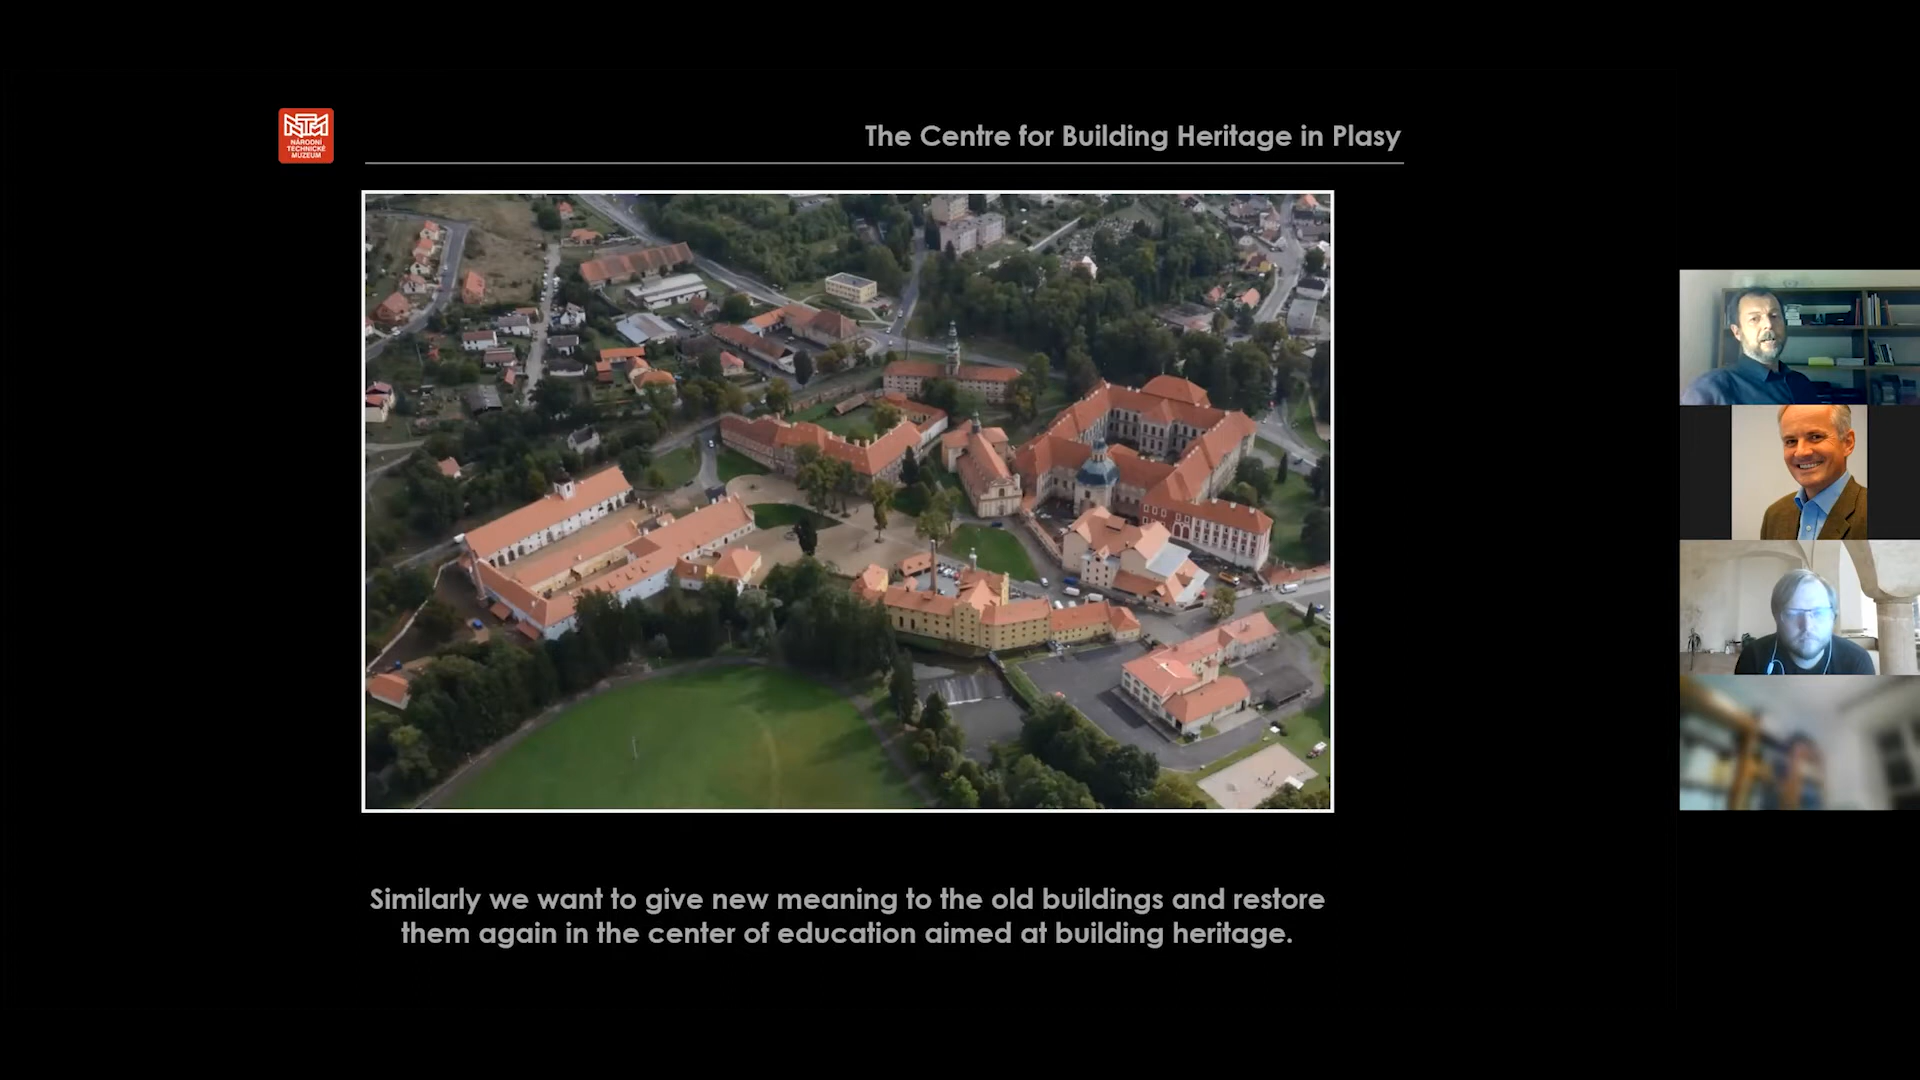 NTM
NÁRODNÍ
TECHNICKÉ
MUZEUM
The Centre for Building Heritage in Plasy
Similarly we want to give new meaning to the old buildings and restore
them again in the center of education aimed at building heritage.